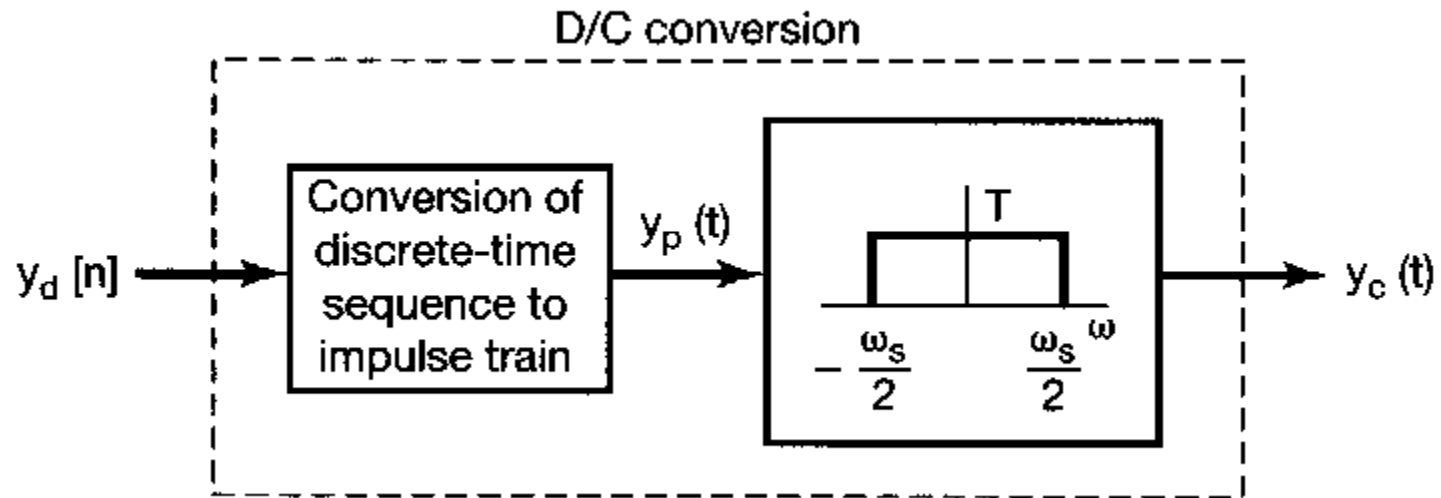 D/C conversion
y_d [n]
Conversion of
discrete-time
sequence to
impulse train
y_p (t)
T
- ω_s/2
ω_s/2
ω
y_c (t)